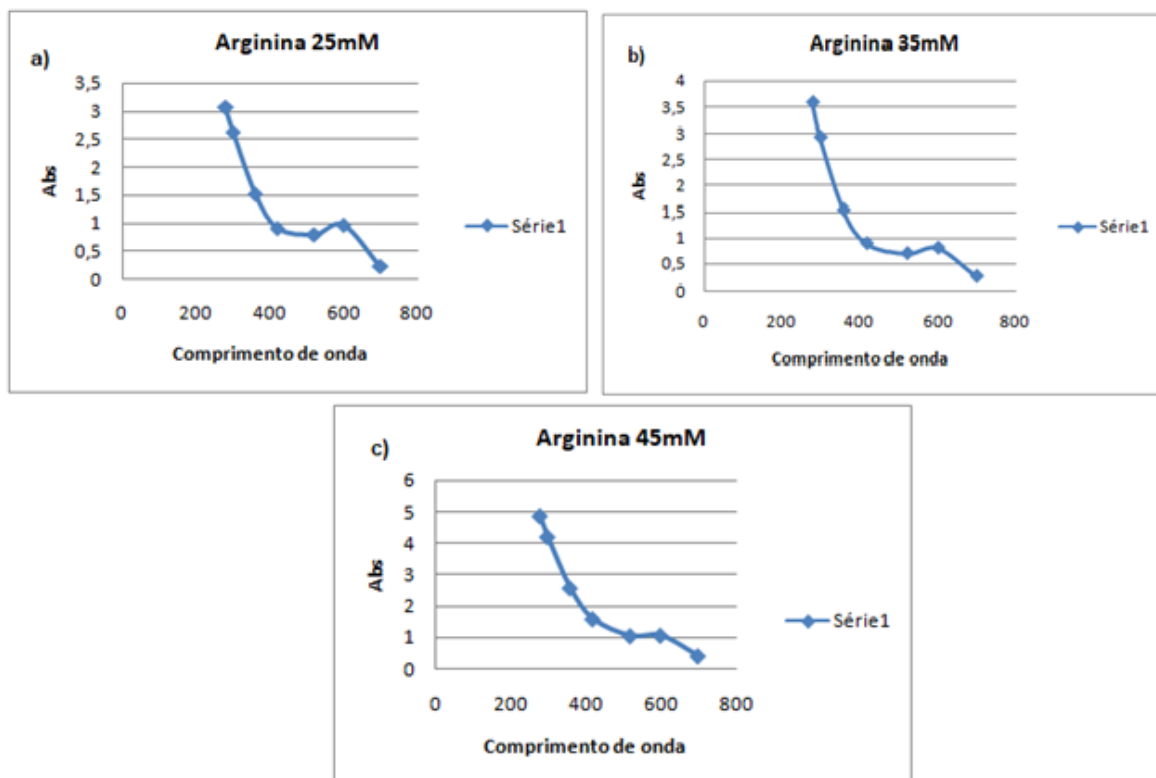 a)
Arginina 25mM
3,5
3
2,5
2
1,5
1
0,5
0
0 200 400 600 800
Abs
Comprimento de onda
Série1
b)
Arginina 35mM
4
3,5
3
2,5
2
1,5
1
0,5
0
0 200 400 600 800
Abs
Comprimento de onda
Série1
c)
Arginina 45mM
6
5
4
3
2
1
0
0 200 400 600 800
Abs
Comprimento de onda
Série1